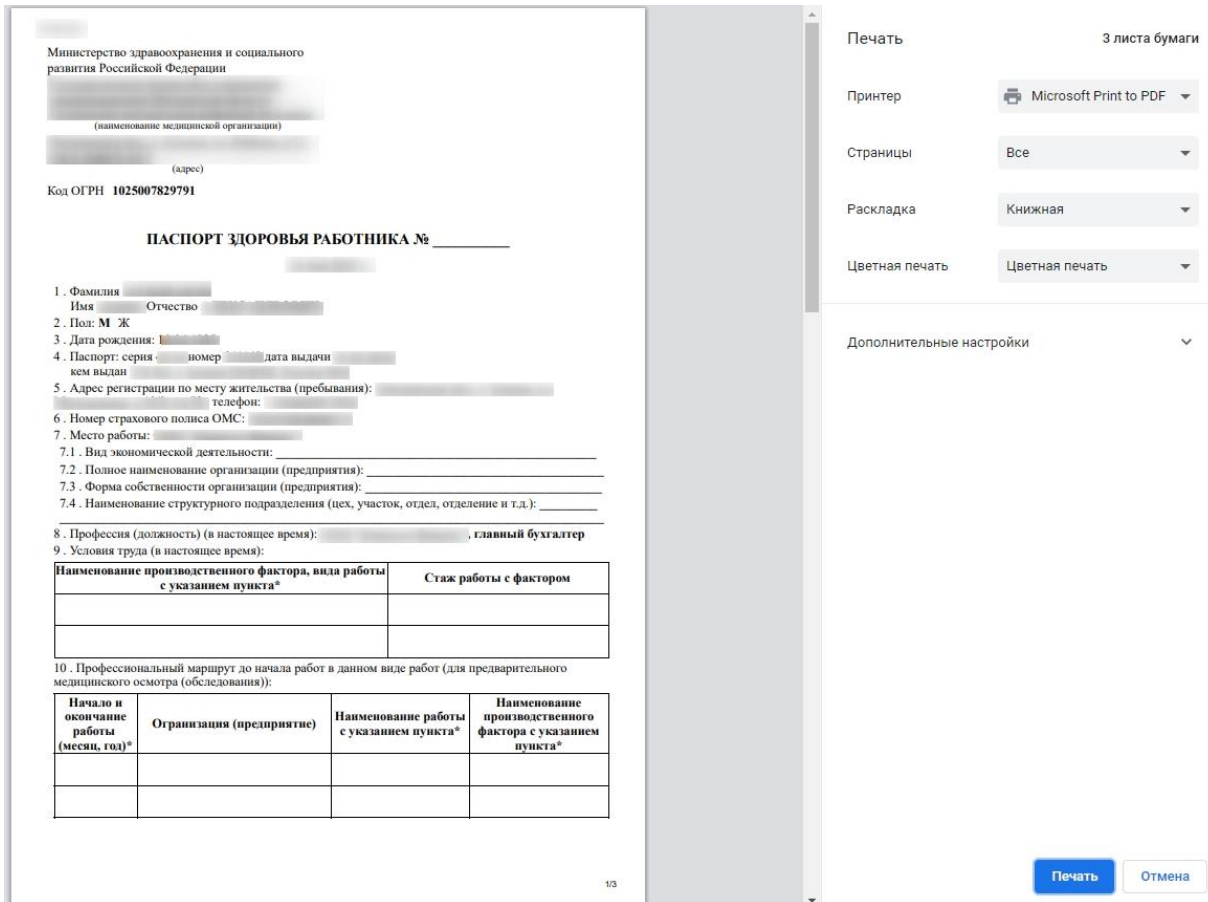 Министерство здравоохранения и социального
развития Российской Федерации
(наименование медицинской организации)
(адрес)
Код ОГРН 1025007829791
ПАСПОРТ ЗДОРОВЬЯ РАБОТНИКА № __________
1 . Фамилия
Имя Отчество
2 . Пол: М Ж
3 . Дата рождения:
4 . Паспорт: серия номер дата выдачи
кем выдан
5 . Адрес регистрации по месту жительства (пребывания):
телефон:
6 . Номер страхового полиса ОМС:
7 . Место работы:
7.1 . Вид экономической деятельности:
7.2 . Полное наименование организации (предприятия):
7.3 . Форма собственности организации (предприятия):
7.4 . Наименование структурного подразделения (цех, участок, отдел, отделение и т.д.):
8 . Профессия (должность) (в настоящее время): , главный бухгалтер
9 . Условия труда (в настоящее время):
Наименование производственного фактора, вида работы
с указанием пункта*
Стаж работы с фактором
10 . Профессиональный маршрут до начала работ в данном виде работ (для предварительного
медицинского осмотра (обследования)):
Начало и
окончание
работы
(месяц, год)*
Огранизация (предприятие)
Наименование работы
с указанием пункта*
Наименование
производственного
фактора с указанием
пункта*
1/3
Печать 3 листа бумаги
Принтер Microsoft Print to PDF
Страницы Все
Раскладка Книжная
Цветная печать Цветная печать
Дополнительные настройки
Печать Отмена